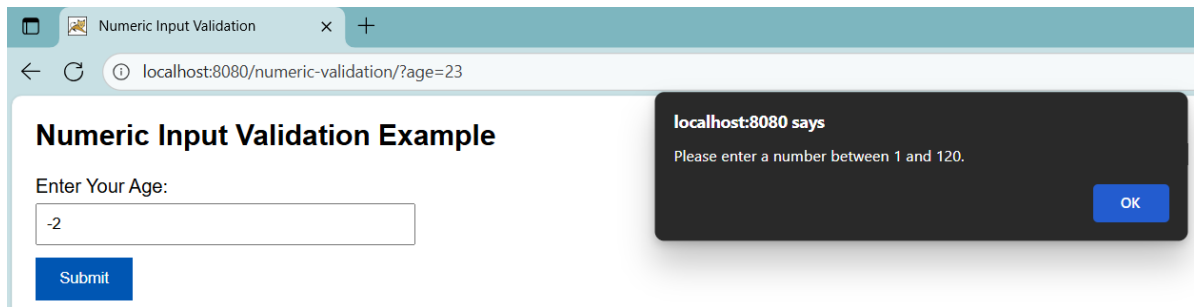 Numeric Input Validation
localhost:8080/numeric-validation/?age=23
Numeric Input Validation Example
Enter Your Age:
-2
Submit
localhost:8080 says
Please enter a number between 1 and 120.
OK